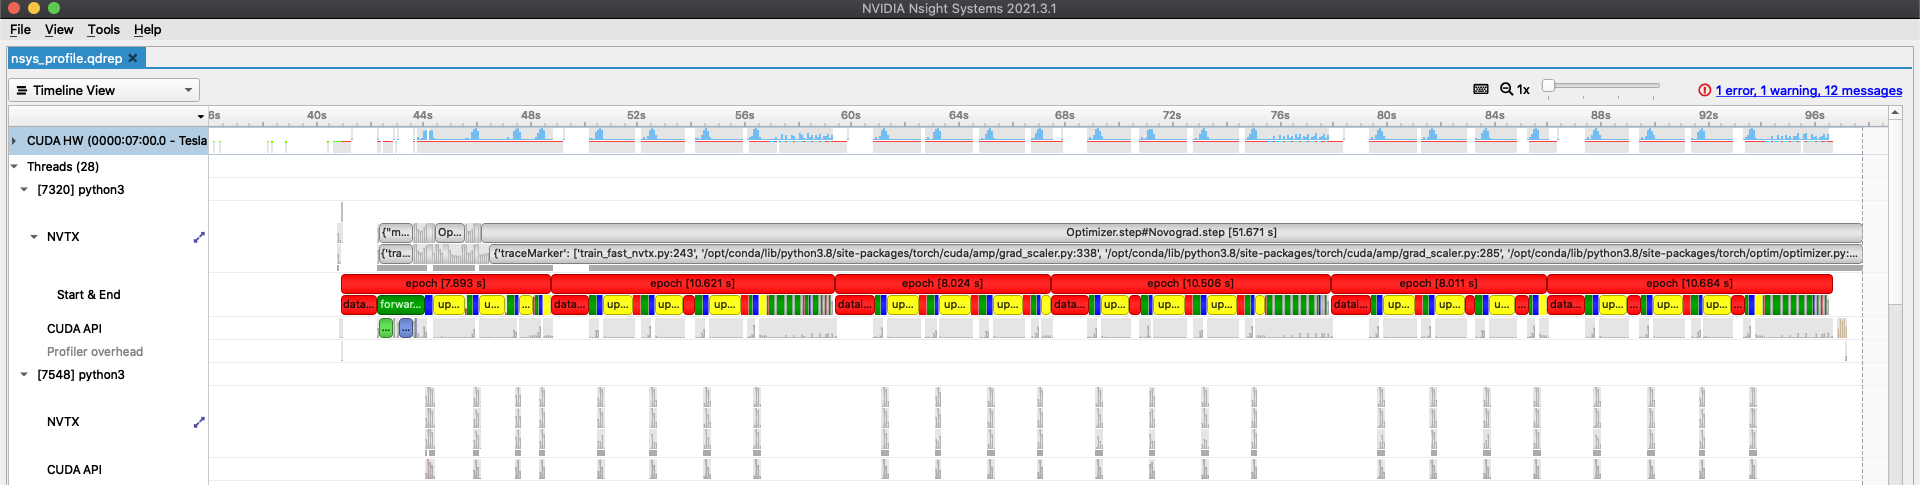 NVIDIA Nsight Systems 2021.3.1
File View Tools Help
nsys_profile.qdrep
Timeline View
1x
1 error, 1 warning, 12 messages
6s 40s 44s 48s 52s 56s 60s 64s 68s 72s 76s 80s 84s 88s 92s 96s
CUDA HW (0000:07:00.0 - Tesla
Threads (28)
[7320] python3
NVTX
{"m... Op... Optimizer.step#Novograd.step [51.671 s]
{'tra... {'traceMarker': ['train_fast_nvtx.py:243', '/opt/conda/lib/python3.8/site-packages/torch/cuda/amp/grad_scaler.py:338', '/opt/conda/lib/python3.8/site-packages/torch/cuda/amp/grad_scaler.py:285', '/opt/conda/lib/python3.8/site-packages/torch/optim/optimizer.py:...
Start & End
epoch [7.893 s] epoch [10.621 s] epoch [8.024 s] epoch [10.506 s] epoch [8.011 s] epoch [10.684 s]
data... forwar... up... u... ... data... up... up... up... datal... up... up... up... data... up... up... up... datal... up... up... u... ... data... up... ... up... up... ...
CUDA API
... ...
Profiler overhead
[7548] python3
NVTX
CUDA API